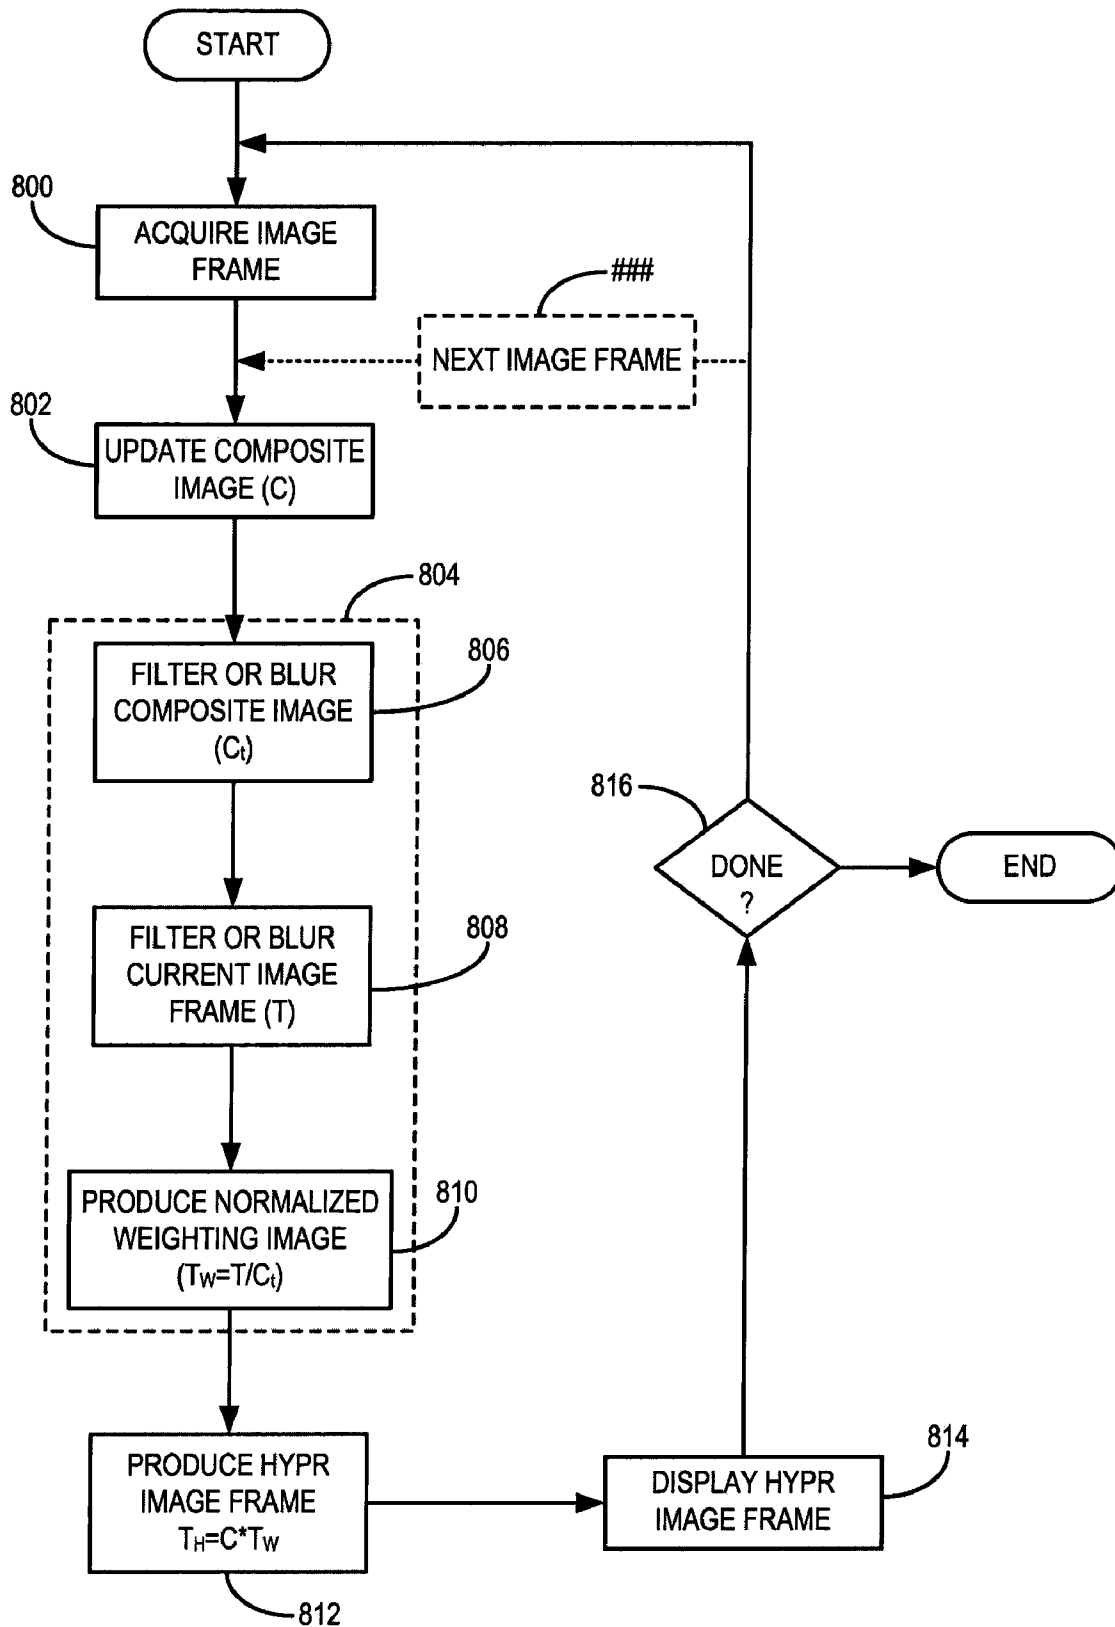 START
800
ACQUIRE IMAGE
FRAME
###
NEXT IMAGE FRAME
802
UPDATE COMPOSITE
IMAGE (C)
804
806
FILTER OR BLUR
COMPOSITE IMAGE
(Ct)
816
DONE
?
END
808
FILTER OR BLUR
CURRENT IMAGE
FRAME (T)
810
PRODUCE NORMALIZED
WEIGHTING IMAGE
(TW=T/Ct)
PRODUCE HYPR
IMAGE FRAME
TH=C*TW
812
814
DISPLAY HYPR
IMAGE FRAME